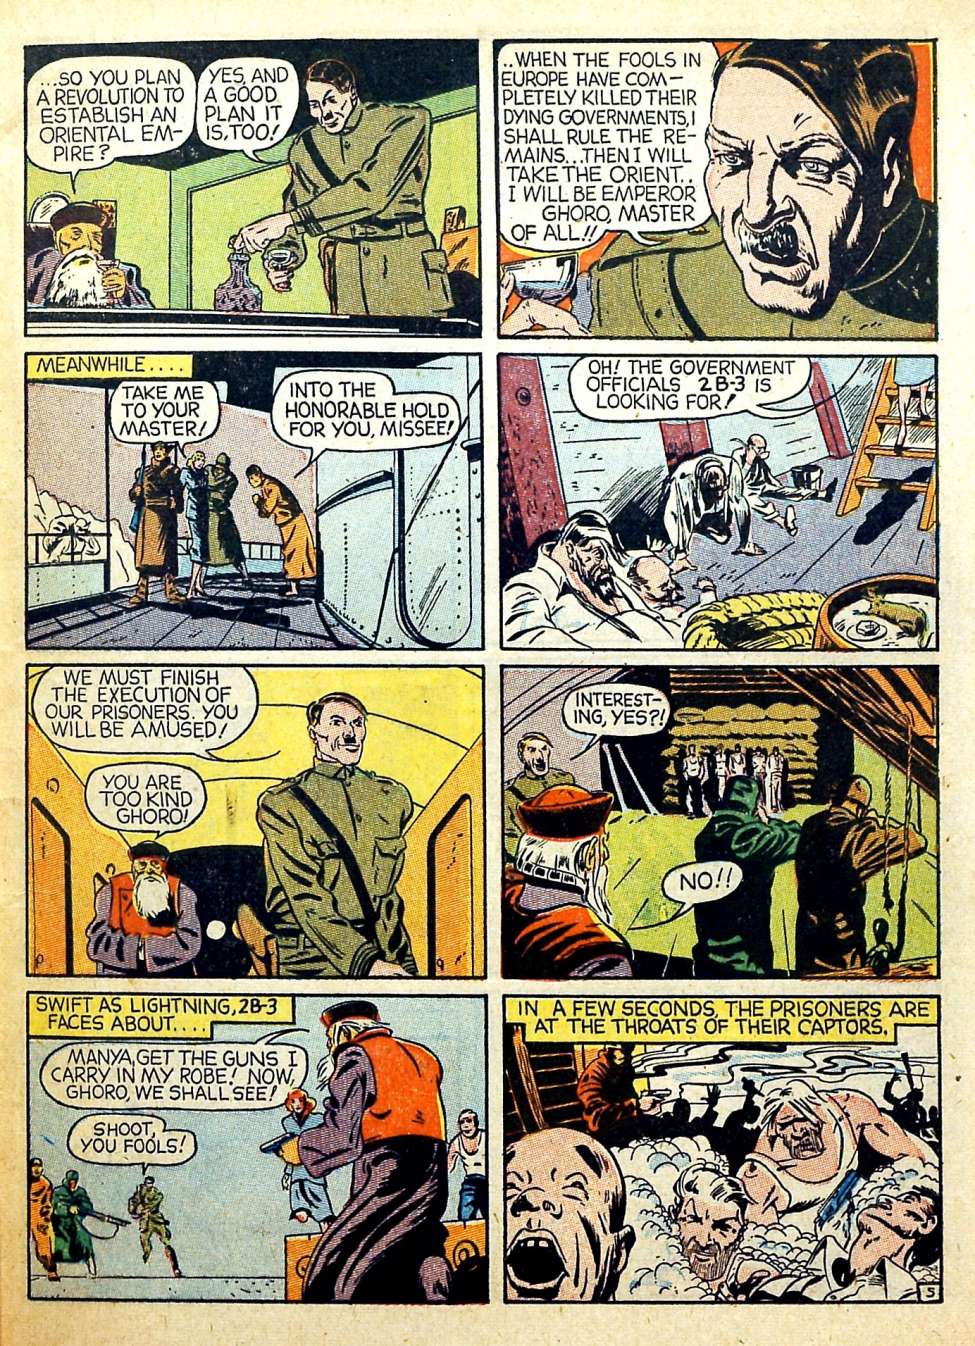 ...SO YOU PLAN
A REVOLUTION TO
ESTABLISH AN
ORIENTAL EM-
PIRE?
YES, AND
A GOOD
PLAN IT
IS, TOO!
..WHEN THE FOOLS IN
EUROPE HAVE COM-
PLETELY KILLED THEIR
DYING GOVERNMENTS, I
SHALL RULE THE RE-
MAINS...THEN I WILL
TAKE THE ORIENT..
I WILL BE EMPEROR
GHORO, MASTER
OF ALL!!
MEANWHILE....
TAKE ME
TO YOUR
MASTER!
INTO THE
HONORABLE HOLD
FOR YOU, MISSEE!
OH! THE GOVERNMENT
OFFICIALS 2B-3 IS
LOOKING FOR!
WE MUST FINISH
THE EXECUTION OF
OUR PRISONERS. YOU
WILL BE AMUSED!
YOU ARE
TOO KIND
GHORO!
INTEREST-
ING, YES?!
NO!!
SWIFT AS LIGHTNING, 2B-3
FACES ABOUT....
MANYA, GET THE GUNS I
CARRY IN MY ROBE! NOW,
GHORO, WE SHALL SEE!
SHOOT,
YOU FOOLS!
IN A FEW SECONDS, THE PRISONERS ARE
AT THE THROATS OF THEIR CAPTORS.
5